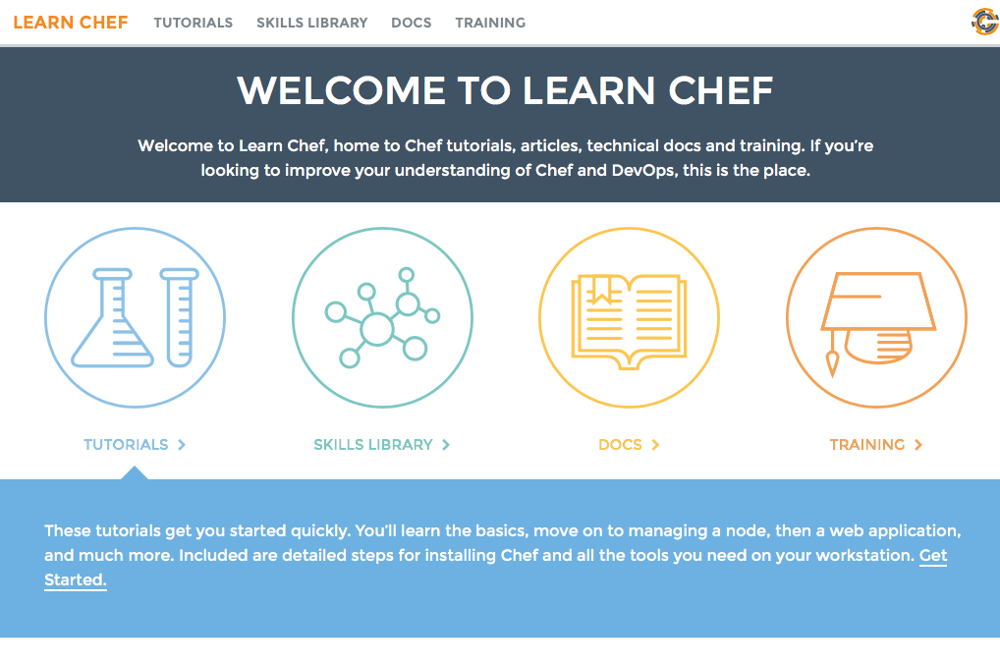 LEARN CHEF TUTORIALS SKILLS LIBRARY DOCS TRAINING
WELCOME TO LEARN CHEF
Welcome to Learn Chef, home to Chef tutorials, articles, technical docs and training. If you’re
looking to improve your understanding of Chef and DevOps, this is the place.
TUTORIALS SKILLS LIBRARY DOCS TRAINING
These tutorials get you started quickly. You’ll learn the basics, move on to managing a node, then a web application,
and much more. Included are detailed steps for installing Chef and all the tools you need on your workstation. Get
Started.